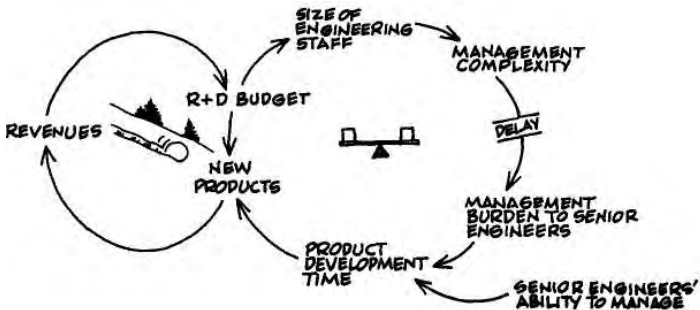 SIZE OF
ENGINEERING
STAFF
MANAGEMENT
COMPLEXITY
R+D BUDGET
REVENUES
DELAY
NEW
PRODUCTS
MANAGEMENT
BURDEN TO SENIOR
ENGINEERS
PRODUCT
DEVELOPMENT
TIME
SENIOR ENGINEERS'
ABILITY TO MANAGE